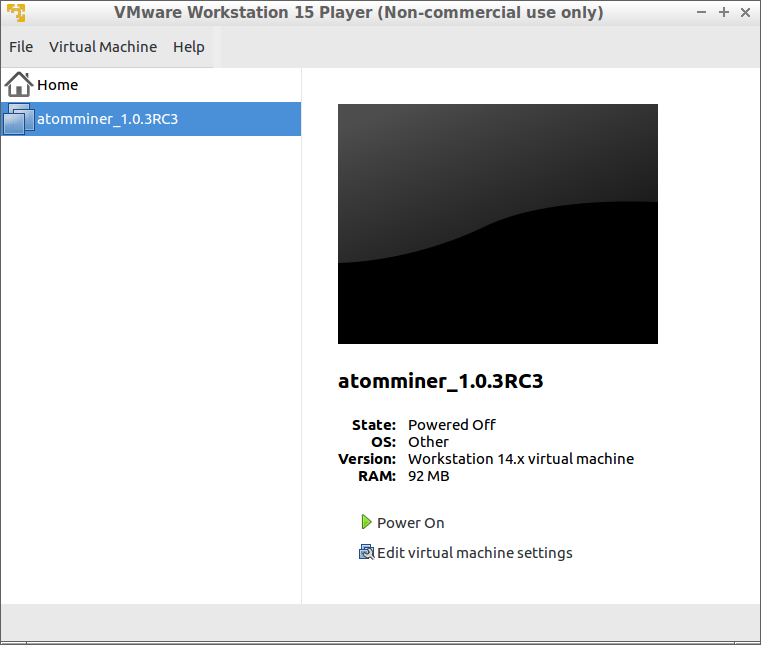 VMware Workstation 15 Player (Non-commercial use only)
File Virtual Machine Help
Home
atomminer_1.0.3RC3
atomminer_1.0.3RC3
State: Powered Off
OS: Other
Version: Workstation 14.x virtual machine
RAM: 92 MB
Power On
Edit virtual machine settings